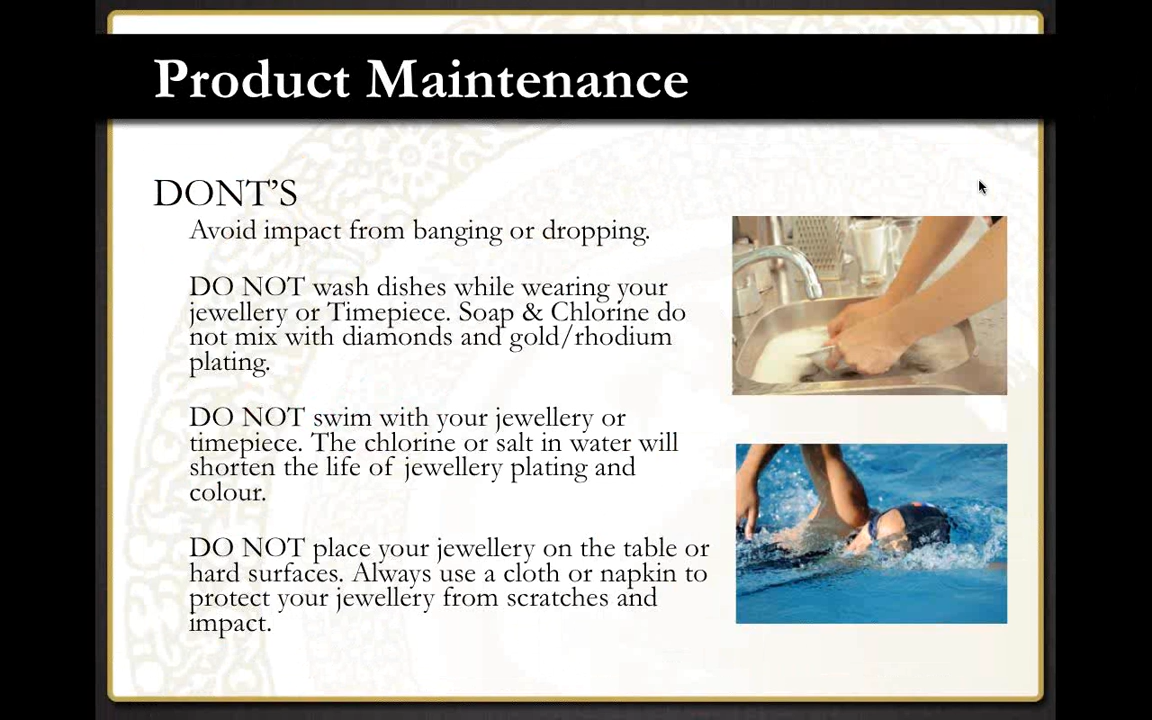 Product Maintenance
DONT'S
Avoid impact from banging or dropping.
DO NOT wash dishes while wearing your
jewellery or Timepiece. Soap & Chlorine do
not mix with diamonds and gold/rhodium
plating.
DO NOT swim with your jewellery or
timepiece. The chlorine or salt in water will
shorten the life of jewellery plating and
colour.
DO NOT place your jewellery on the table or
hard surfaces. Always use a cloth or napkin to
protect your jewellery from scratches and
impact.